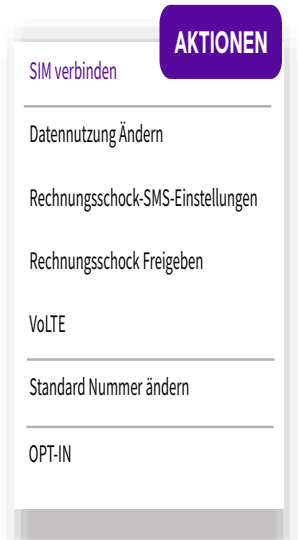 AKTIONEN
SIM verbinden
Datennutzung Ändern
Rechnungsschock-SMS-Einstellungen
Rechnungsschock Freigeben
VoLTE
Standard Nummer ändern
OPT-IN